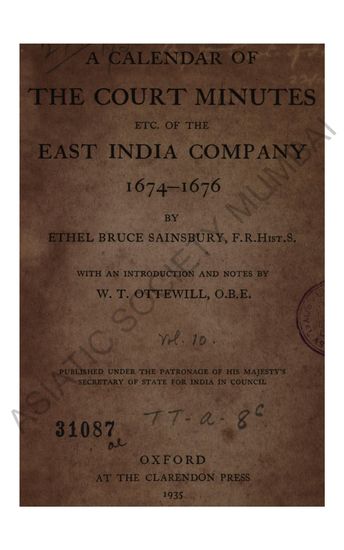 A CALENDAR OF
THE COURT MINUTES
ETC. OF THE
EAST INDIA COMPANY
1674–1676
BY
ETHEL BRUCE SAINSBURY, F.R.HIST.S.
WITH AN INTRODUCTION AND NOTES BY
W. T. OTTEWILL, O.B.E.
Vol. 10.
PUBLISHED UNDER THE PATRONAGE OF HIS MAJESTY'S
SECRETARY OF STATE FOR INDIA IN COUNCIL
TT-a-86
31087
OXFORD
AT THE CLARENDON PRESS
1935
ASIATIC SOCIETY MUMBAI